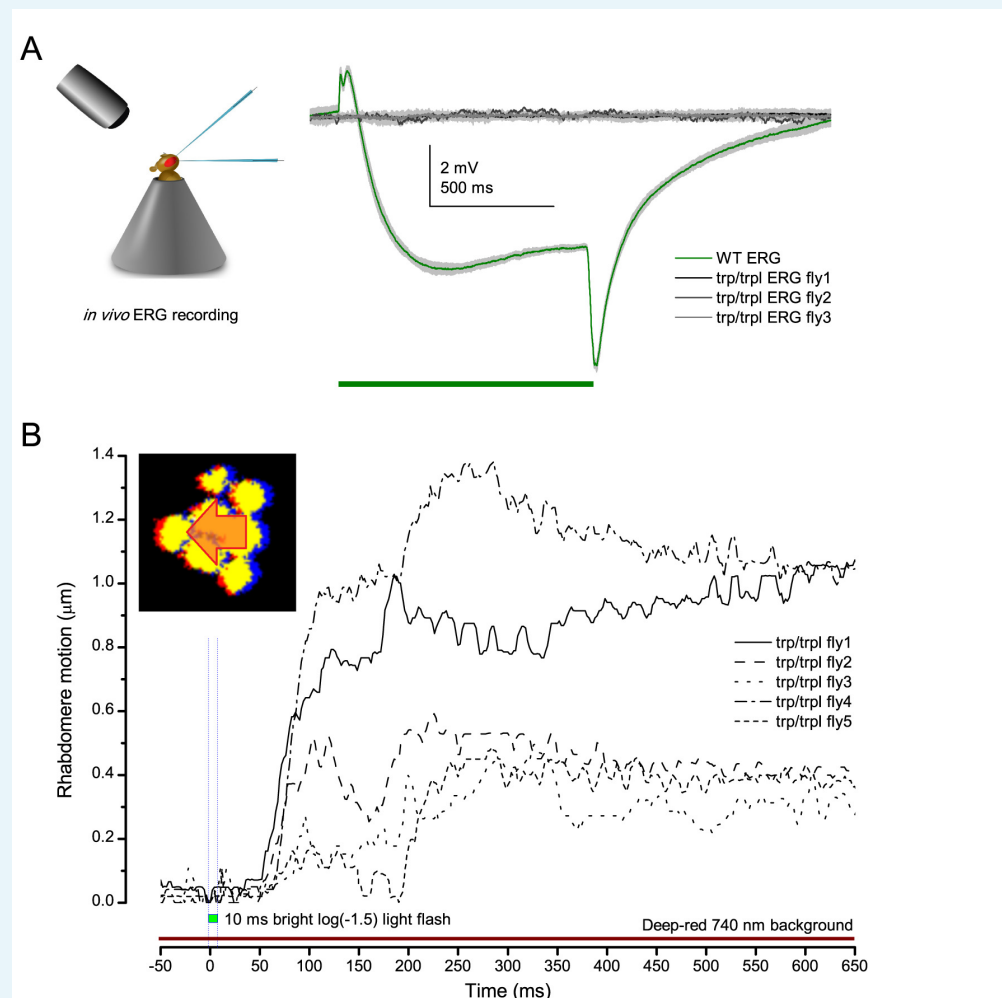 A
2 mV
500 ms
WT ERG
trp/trpl ERG fly1
trp/trpl ERG fly2
trp/trpl ERG fly3
in vivo ERG recording
B
1.4
1.2
1.0
0.8
0.6
0.4
0.2
0.0
Rhabdomere motion (μm)
trp/trpl fly1
trp/trpl fly2
trp/trpl fly3
trp/trpl fly4
trp/trpl fly5
10 ms bright log(-1.5) light flash
Deep-red 740 nm background
-50 0 50 100 150 200 250 300 350 400 450 500 550 600 650
Time (ms)